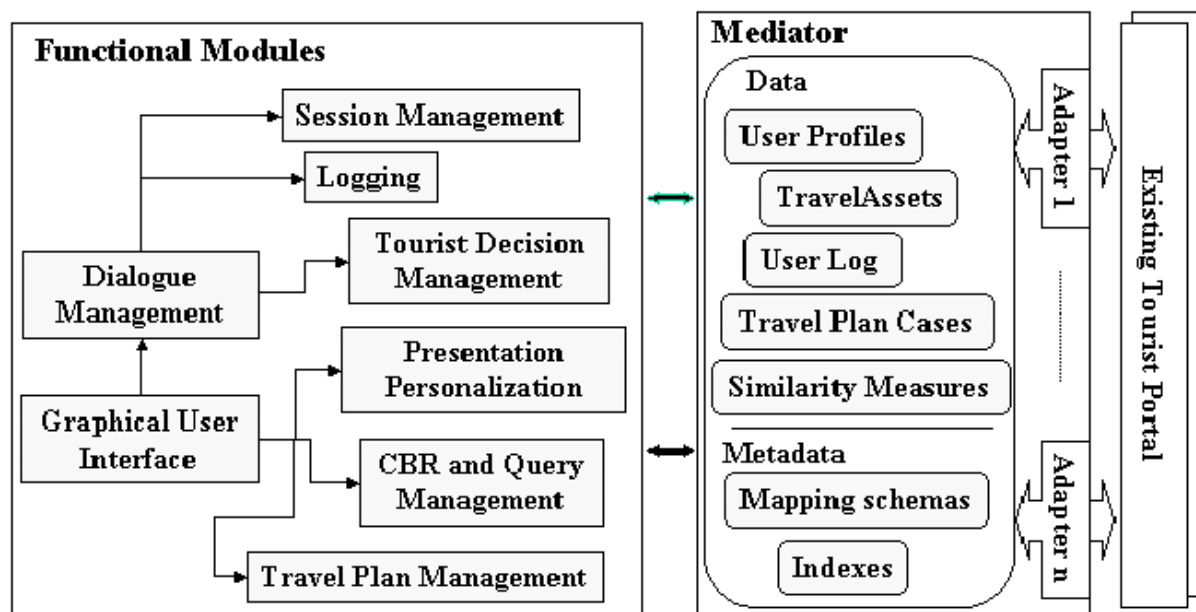 Functional Modules
Session Management
Logging
Tourist Decision
Management
Dialogue
Management
Presentation
Personalization
Graphical User
Interface
CBR and Query
Management
Travel Plan Management
Mediator
Data
User Profiles
TravelAssets
User Log
Travel Plan Cases
Similarity Measures
Metadata
Mapping schemas
Indexes
Adapter 1
Adapter n
Existing Tourist Portal